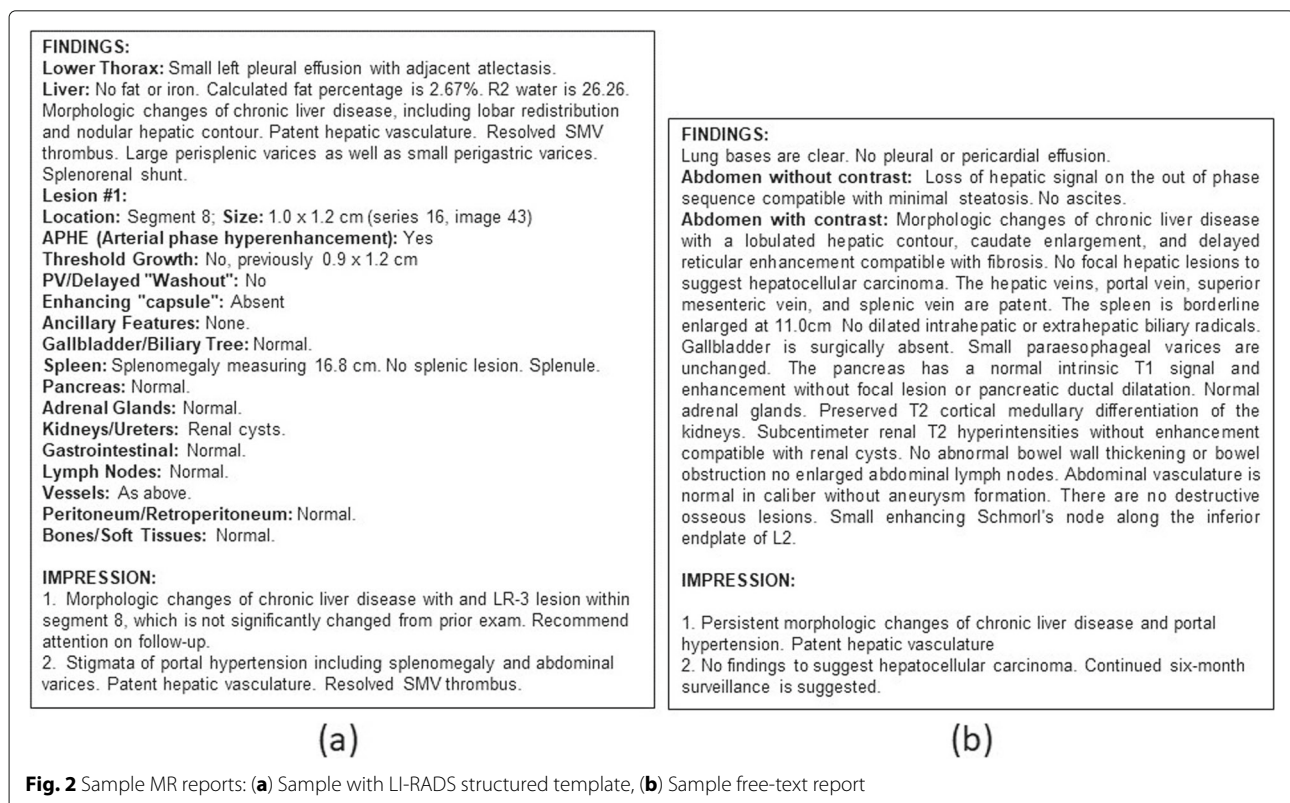 FINDINGS:
Lower Thorax: Small left pleural effusion with adjacent atlectasis.
Liver: No fat or iron. Calculated fat percentage is 2.67%. R2 water is 26.26.
Morphologic changes of chronic liver disease, including lobar redistribution
and nodular hepatic contour. Patent hepatic vasculature. Resolved SMV
thrombus. Large perisplenic varices as well as small perigastric varices.
Splenorenal shunt.
Lesion #1:
Location: Segment 8; Size: 1.0 x 1.2 cm (series 16, image 43)
APHE (Arterial phase hyperenhancement): Yes
Threshold Growth: No, previously 0.9 x 1.2 cm
PV/Delayed "Washout": No
Enhancing "capsule": Absent
Ancillary Features: None.
Gallbladder/Biliary Tree: Normal.
Spleen: Splenomegaly measuring 16.8 cm. No splenic lesion. Splenule.
Pancreas: Normal.
Adrenal Glands: Normal.
Kidneys/Ureters: Renal cysts.
Gastrointestinal: Normal.
Lymph Nodes: Normal.
Vessels: As above.
Peritoneum/Retroperitoneum: Normal.
Bones/Soft Tissues: Normal.
IMPRESSION:
1. Morphologic changes of chronic liver disease with and LR-3 lesion within
segment 8, which is not significantly changed from prior exam. Recommend
attention on follow-up.
2. Stigmata of portal hypertension including splenomegaly and abdominal
varices. Patent hepatic vasculature. Resolved SMV thrombus.
(a)
FINDINGS:
Lung bases are clear. No pleural or pericardial effusion.
Abdomen without contrast: Loss of hepatic signal on the out of phase
sequence compatible with minimal steatosis. No ascites.
Abdomen with contrast: Morphologic changes of chronic liver disease
with a lobulated hepatic contour, caudate enlargement, and delayed
reticular enhancement compatible with fibrosis. No focal hepatic lesions to
suggest hepatocellular carcinoma. The hepatic veins, portal vein, superior
mesenteric vein, and splenic vein are patent. The spleen is borderline
enlarged at 11.0cm No dilated intrahepatic or extrahepatic biliary radicals.
Gallbladder is surgically absent. Small paraesophageal varices are
unchanged. The pancreas has a normal intrinsic T1 signal and
enhancement without focal lesion or pancreatic ductal dilatation. Normal
adrenal glands. Preserved T2 cortical medullary differentiation of the
kidneys. Subcentimeter renal T2 hyperintensities without enhancement
compatible with renal cysts. No abnormal bowel wall thickening or bowel
obstruction no enlarged abdominal lymph nodes. Abdominal vasculature is
normal in caliber without aneurysm formation. There are no destructive
osseous lesions. Small enhancing Schmorl's node along the inferior
endplate of L2.
IMPRESSION:
1. Persistent morphologic changes of chronic liver disease and portal
hypertension. Patent hepatic vasculature
2. No findings to suggest hepatocellular carcinoma. Continued six-month
surveillance is suggested.
(b)
Fig. 2 Sample MR reports: (a) Sample with LI-RADS structured template, (b) Sample free-text report